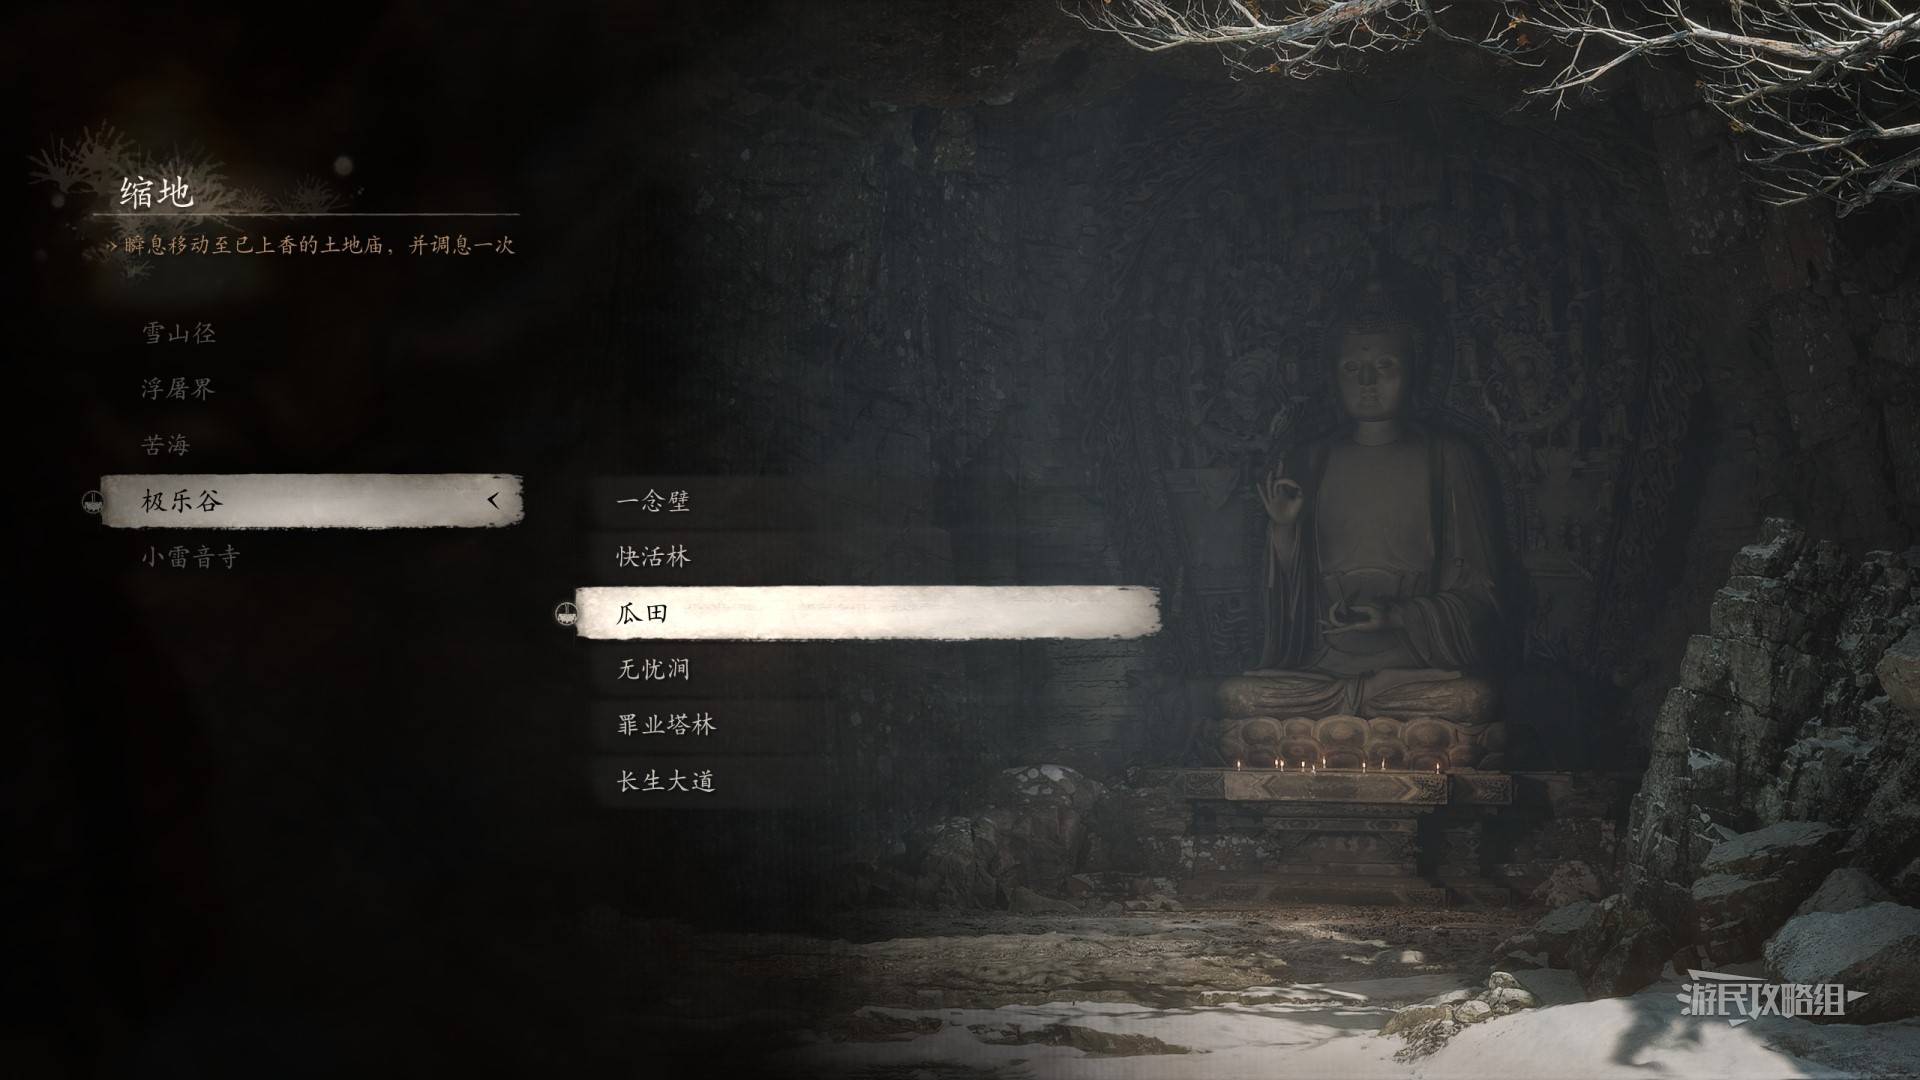 缩地
瞬息移动至已上香的土地庙，并调息一次
雪山径
浮屠界
苦海
极乐谷
小雷音寺
一念壁
快活林
瓜田
无忧涧
罪业塔林
长生大道
游民攻略组